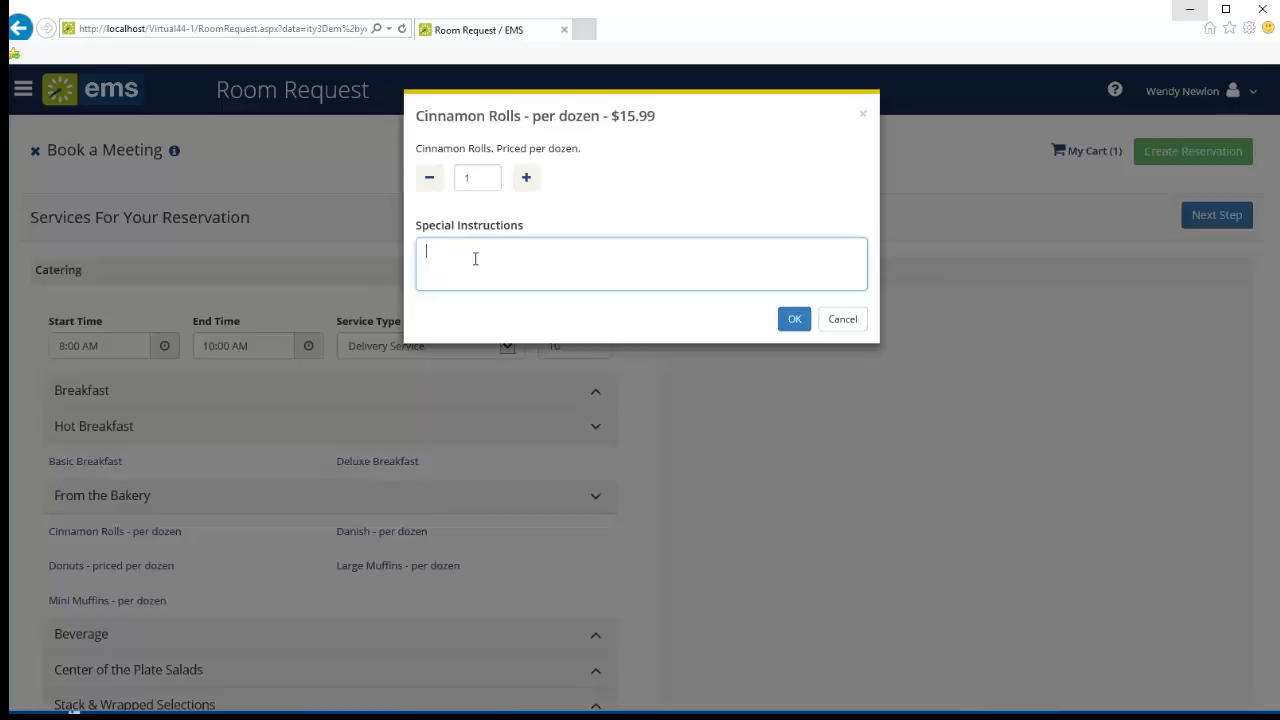 http://localhost/Virtual44-1/RoomRequest.aspx?data=ity3Dem%2by
Room Request / EMS
ems
Room Request
Wendy Newlon
Book a Meeting
My Cart (1)
Create Reservation
Services For Your Reservation
Next Step
Cinnamon Rolls - per dozen - $15.99
Cinnamon Rolls. Priced per dozen.
1
Special Instructions
OK
Cancel
Catering
Start Time
End Time
Service Type
8:00 AM
10:00 AM
Delivery Service
10
Breakfast
Hot Breakfast
Basic Breakfast
Deluxe Breakfast
From the Bakery
Cinnamon Rolls - per dozen
Danish - per dozen
Donuts - priced per dozen
Large Muffins - per dozen
Mini Muffins - per dozen
Beverage
Center of the Plate Salads
Stack & Wrapped Selections